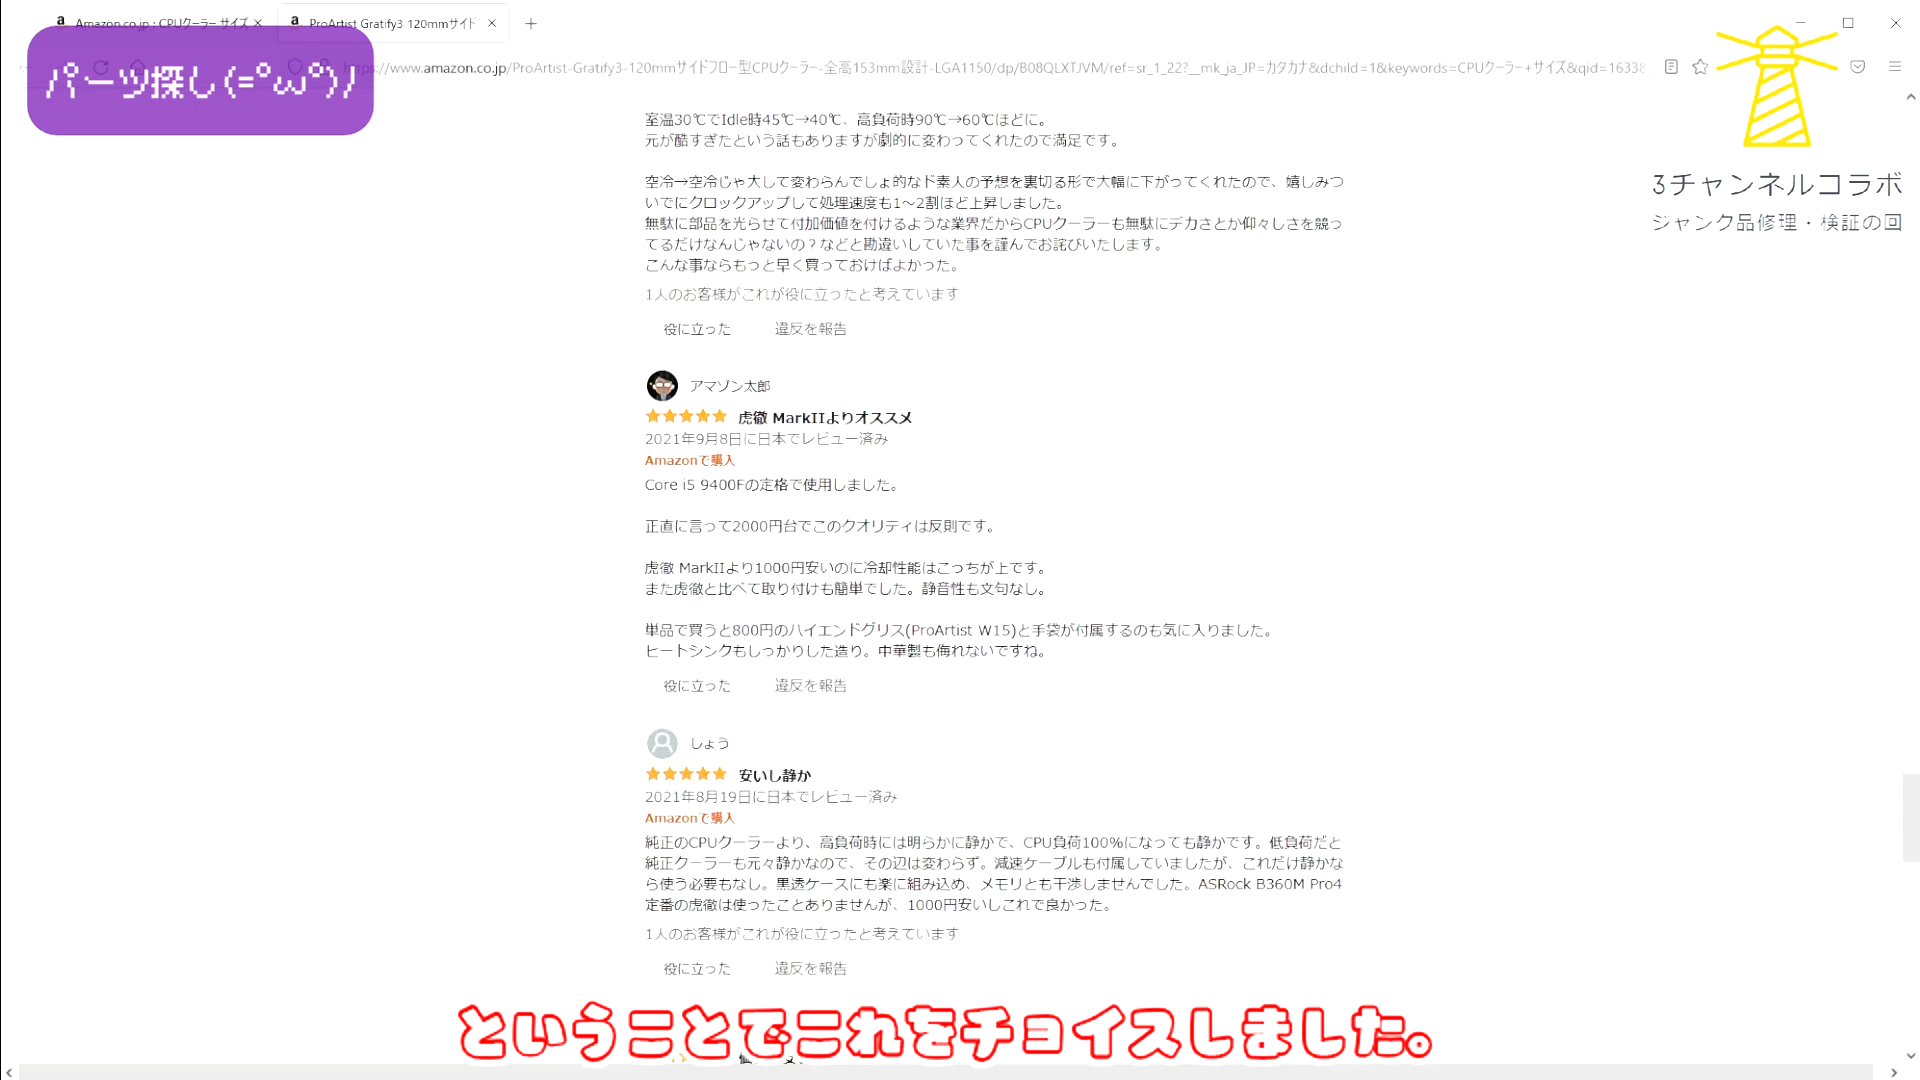 Amazon.co.jp : CPUクーラー サイズ
ProArtist Gratify3 120mmサイド
パーツ探し(=°ω°)/
https://www.amazon.co.jp/ProArtist-Gratify3-120mmサイドフロー型CPUクーラー-全高153mm設計-LGA1150/dp/B08QLXTJVM/ref=sr_1_22?__mk_ja_JP=カタカナ&dchild=1&keywords=CPUクーラー+サイズ&qid=16338
3チャンネルコラボ
ジャンク品修理・検証の回
室温30℃でIdle時45℃→40℃、高負荷時90℃→60℃ほどに。
元が酷すぎたという話もありますが劇的に変わってくれたので満足です。
空冷→空冷じゃ大して変わらんでしょ的なド素人の予想を裏切る形で大幅に下がってくれたので、嬉しみつ
いでにクロックアップして処理速度も1～2割ほど上昇しました。
無駄に部品を光らせて付加価値を付けるような業界だからCPUクーラーも無駄にデカさとか仰々しさを競っ
てるだけなんじゃないの？などと勘違いしていた事を謹んでお詫びいたします。
こんな事ならもっと早く買っておけばよかった。
1人のお客様がこれが役に立ったと考えています
役に立った 違反を報告
アマゾン太郎
虎徹 MarkIIよりオススメ
2021年9月8日に日本でレビュー済み
Amazonで購入
Core i5 9400Fの定格で使用しました。
正直に言って2000円台でこのクオリティは反則です。
虎徹 MarkIIより1000円安いのに冷却性能はこっちが上です。
また虎徹と比べて取り付けも簡単でした。静音性も文句なし。
単品で買うと800円のハイエンドグリス(ProArtist W15)と手袋が付属するのも気に入りました。
ヒートシンクもしっかりした造り。中華製も侮れないですね。
役に立った 違反を報告
しょう
安いし静か
2021年8月19日に日本でレビュー済み
Amazonで購入
純正のCPUクーラーより、高負荷時には明らかに静かで、CPU負荷100%になっても静かです。低負荷だと
純正クーラーも元々静かなので、その辺は変わらず。減速ケーブルも付属していましたが、これだけ静かな
ら使う必要もなし。黒透ケースにも楽に組み込め、メモリとも干渉しませんでした。ASRock B360M Pro4
定番の虎徹は使ったことありませんが、1000円安いしこれで良かった。
1人のお客様がこれが役に立ったと考えています
役に立った 違反を報告
ということでこれをチョイスしました。